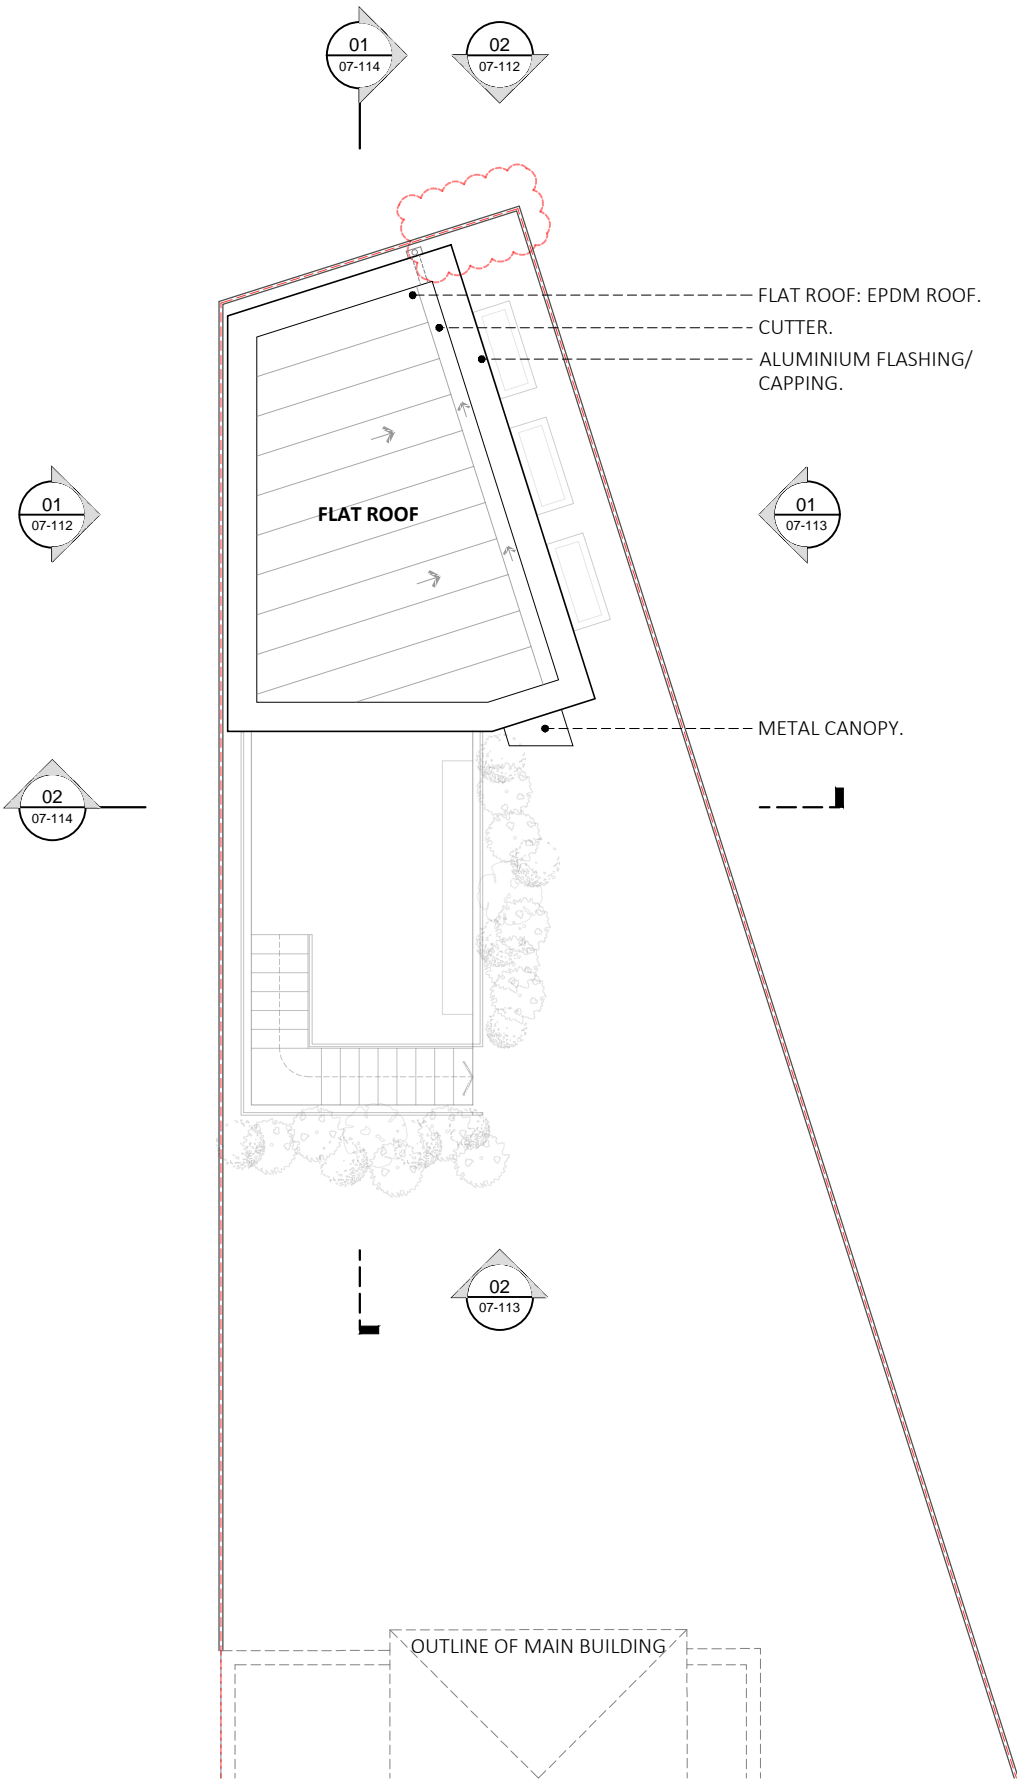 01
07-114
02
07-112
FLAT ROOF: EPDM ROOF.
CUTTER.
ALUMINIUM FLASHING/
CAPPING.
01
07-112
FLAT ROOF
01
07-113
METAL CANOPY.
02
07-114
02
07-113
OUTLINE OF MAIN BUILDING